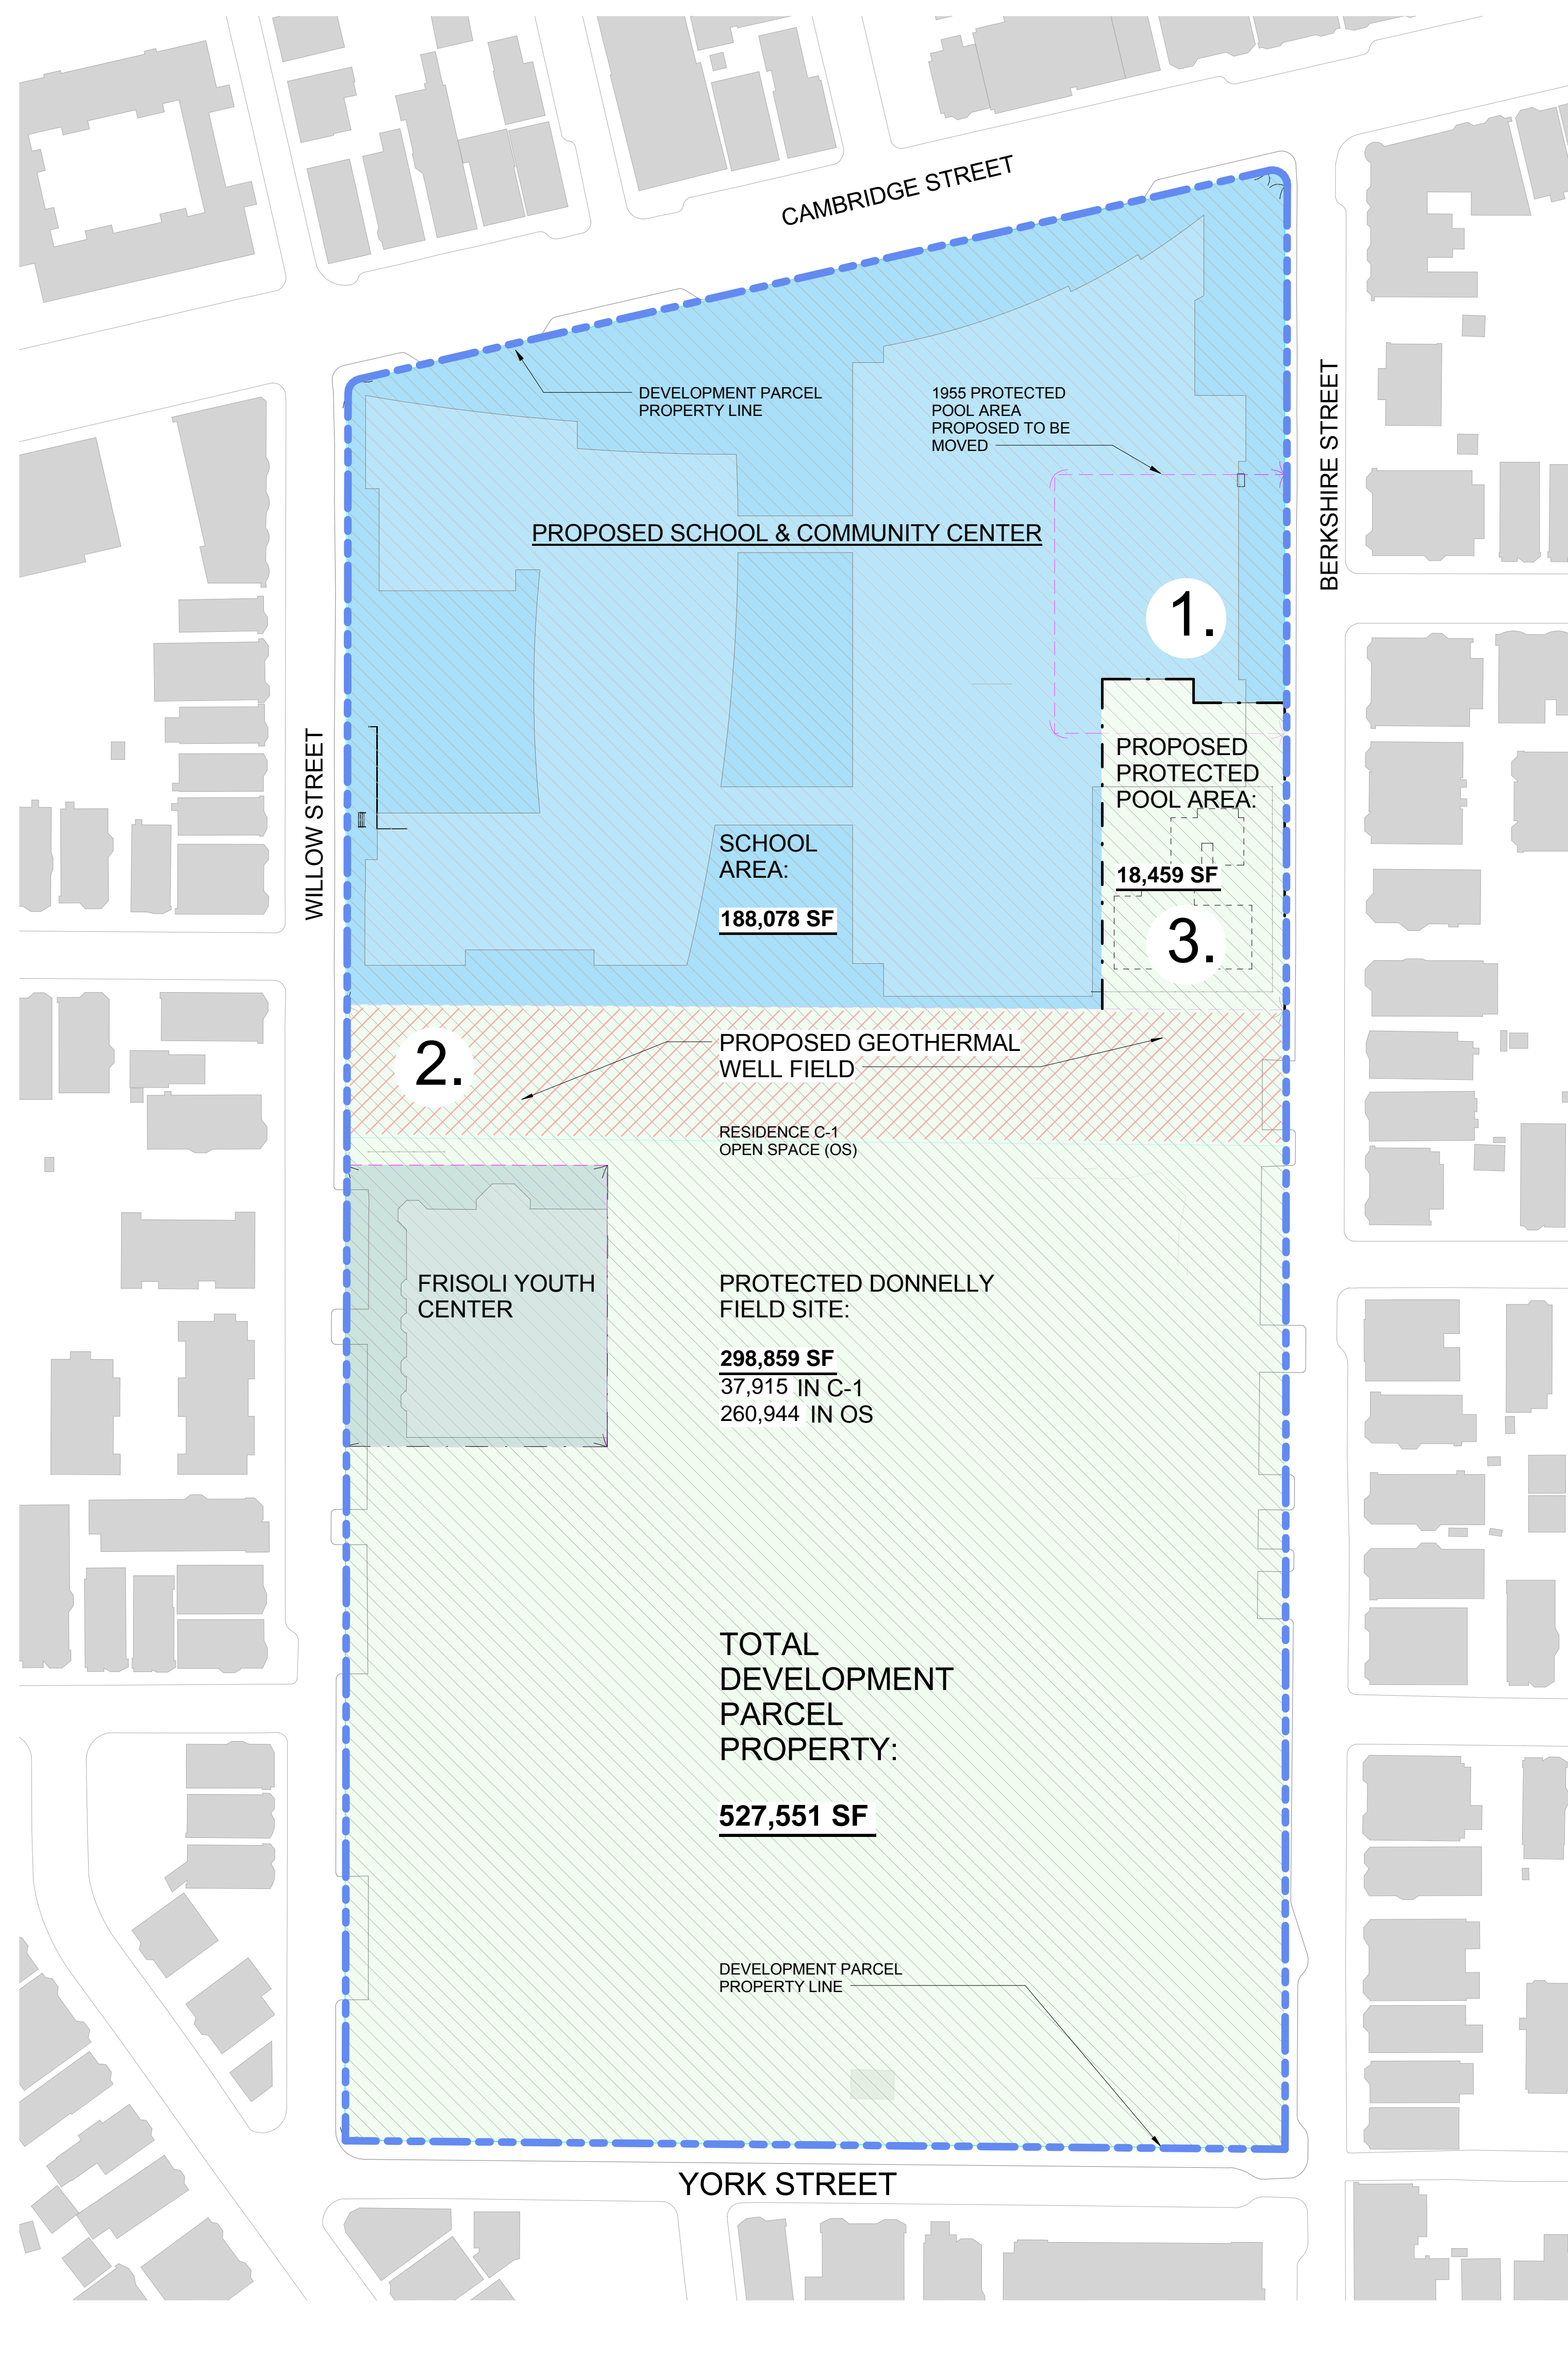 CAMBRIDGE STREET
DEVELOPMENT PARCEL
PROPERTY LINE
1955 PROTECTED
POOL AREA
PROPOSED TO BE
MOVED
BERKSHIRE STREET
PROPOSED SCHOOL & COMMUNITY CENTER
1.
WILLOW STREET
PROPOSED
PROTECTED
POOL AREA:
18,459 SF
SCHOOL
AREA:
188,078 SF
3.
2.
PROPOSED GEOTHERMAL
WELL FIELD
RESIDENCE C-1
OPEN SPACE (OS)
FRISOLI YOUTH
CENTER
PROTECTED DONNELLY
FIELD SITE:
298,859 SF
37,915 IN C-1
260,944 IN OS
TOTAL
DEVELOPMENT
PARCEL
PROPERTY:
527,551 SF
DEVELOPMENT PARCEL
PROPERTY LINE
YORK STREET